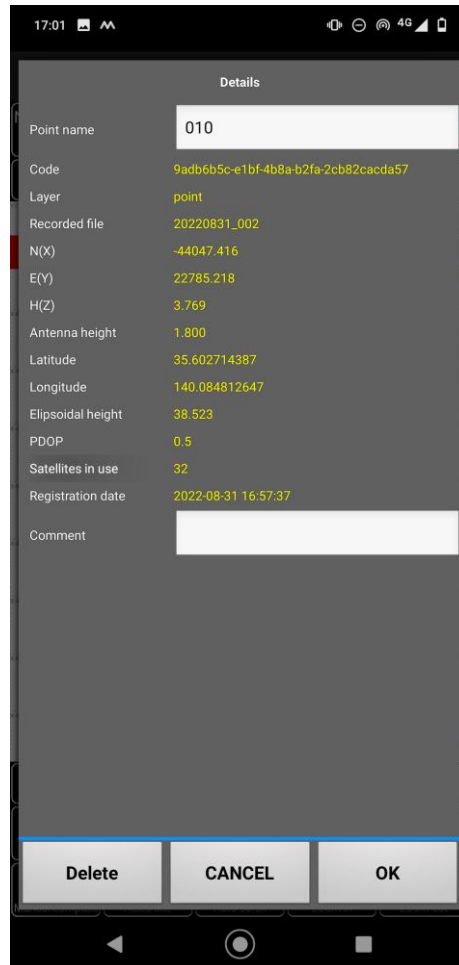 17:01
4G
Details
Point name 010
Code 9adb6b5c-e1bf-4b8a-b2fa-2cb82cacda57
Layer point
Recorded file 20220831_002
N(X) -44047.416
E(Y) 22785.218
H(Z) 3.769
Antenna height 1.800
Latitude 35.602714387
Longitude 140.084812647
Elipsoidal height 38.523
PDOP 0.5
Satellites in use 32
Registration date 2022-08-31 16:57:37
Comment
Delete CANCEL OK